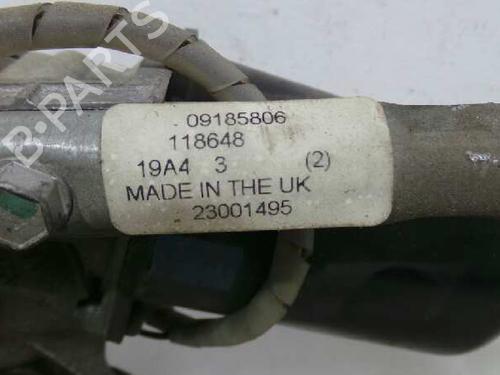 B-PARTS
09185806
118648
19A4 3 (2)
MADE IN THE UK
23001495